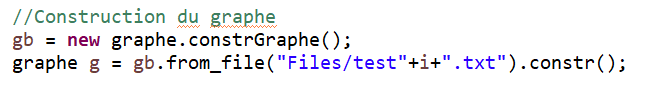 //Construction du graphe
gb = new graphe.constrGraphe();
graphe g = gb.from_file("Files/test"+i+".txt").constr();